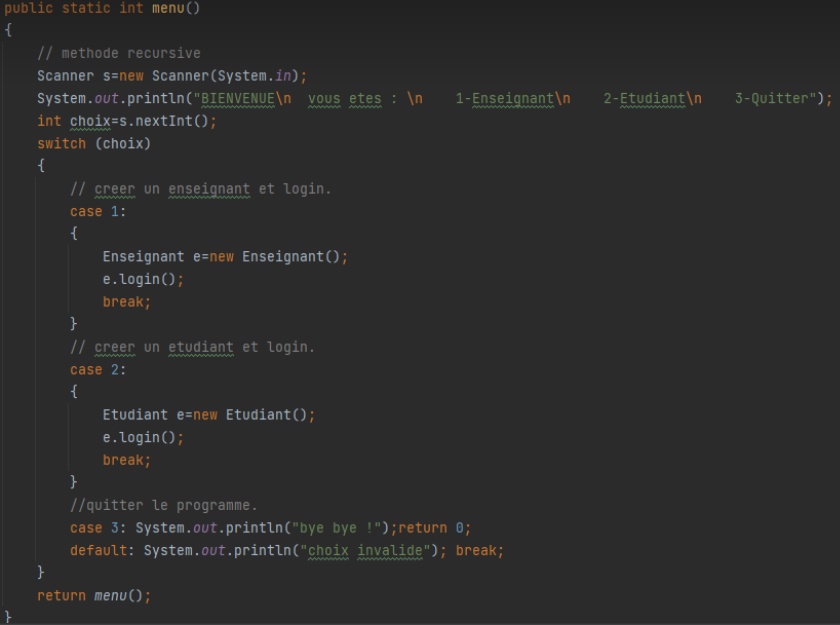 public static int menu()
{
    // methode recursive
    Scanner s=new Scanner(System.in);
    System.out.println("BIENVENUE\n  vous etes : \n    1-Enseignant\n    2-Etudiant\n    3-Quitter");
    int choix=s.nextInt();
    switch (choix)
    {
        // creer un enseignant et login.
        case 1:
        {
            Enseignant e=new Enseignant();
            e.login();
            break;
        }
        // creer un etudiant et login.
        case 2:
        {
            Etudiant e=new Etudiant();
            e.login();
            break;
        }
        //quitter le programme.
        case 3: System.out.println("bye bye !");return 0;
        default: System.out.println("choix invalide"); break;
    }
    return menu();
}